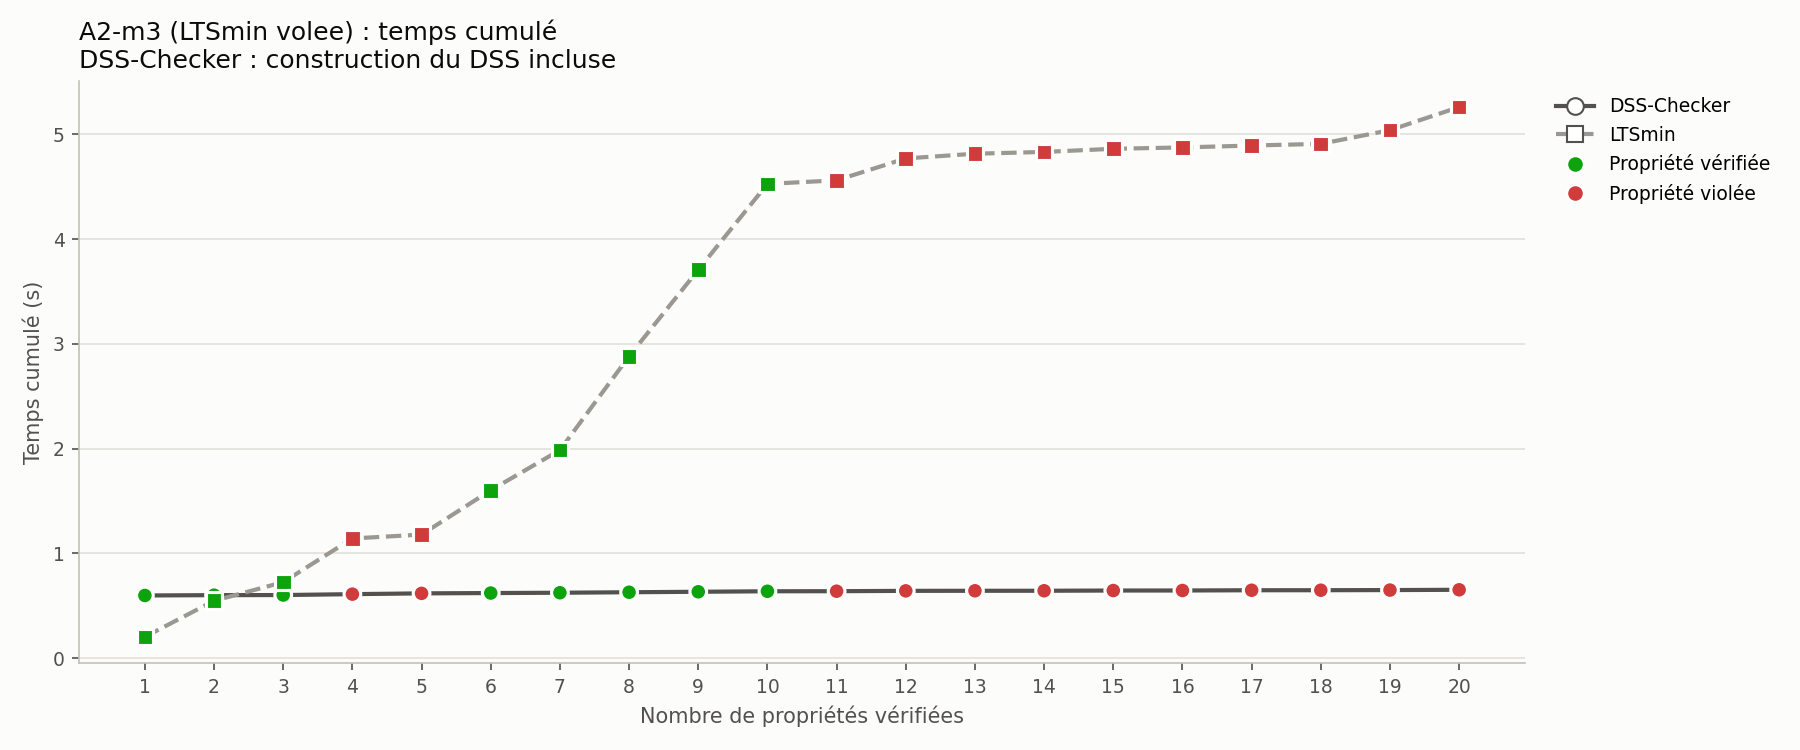 A2-m3 (LTSmin volee) : temps cumulé
DSS-Checker : construction du DSS incluse
DSS-Checker
LTSmin
Propriété vérifiée
Propriété violée
Temps cumulé (s)
5
4
3
2
1
0
1 2 3 4 5 6 7 8 9 10 11 12 13 14 15 16 17 18 19 20
Nombre de propriétés vérifiées